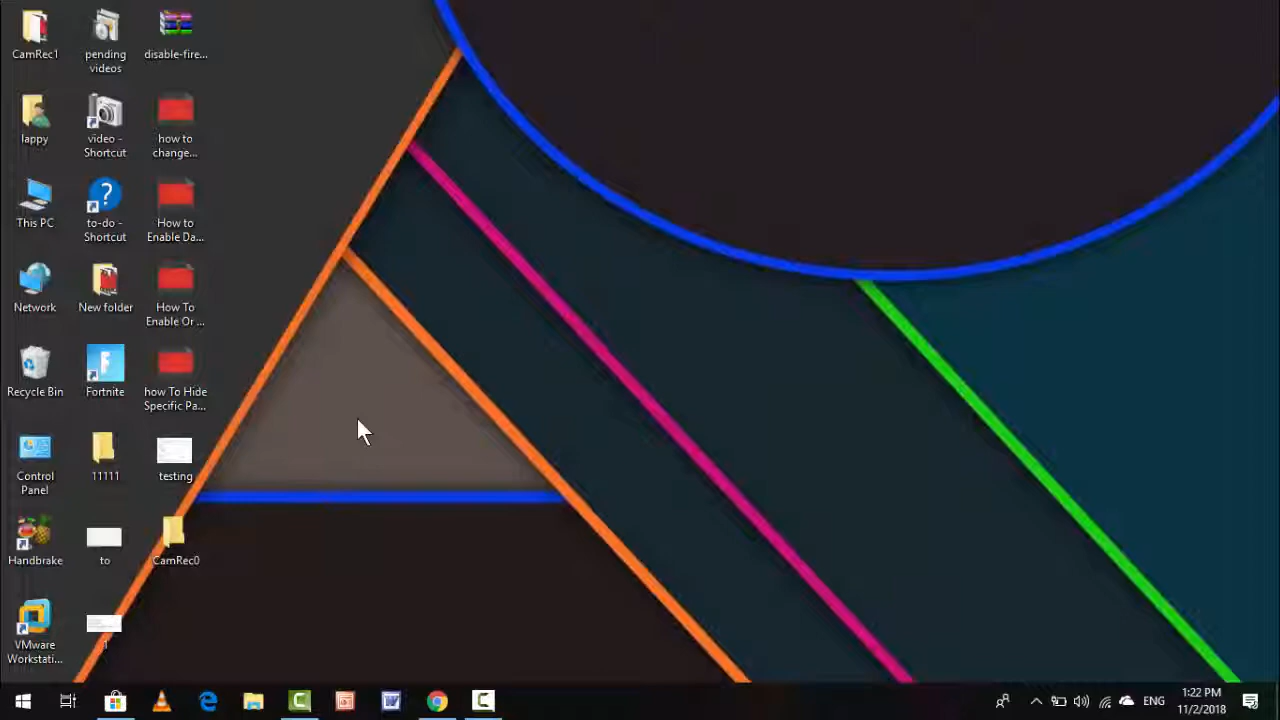 CamRec1
pending
videos
disable-fire...
lappy
video -
Shortcut
how to
change...
This PC
to-do -
Shortcut
How to
Enable Da...
Network
New folder
How To
Enable Or ...
Recycle Bin
Fortnite
how To Hide
Specific Pa...
Control
Panel
11111
testing
Handbrake
to
CamRec0
VMware
Workstati...
1
ENG
1:22 PM
11/2/2018